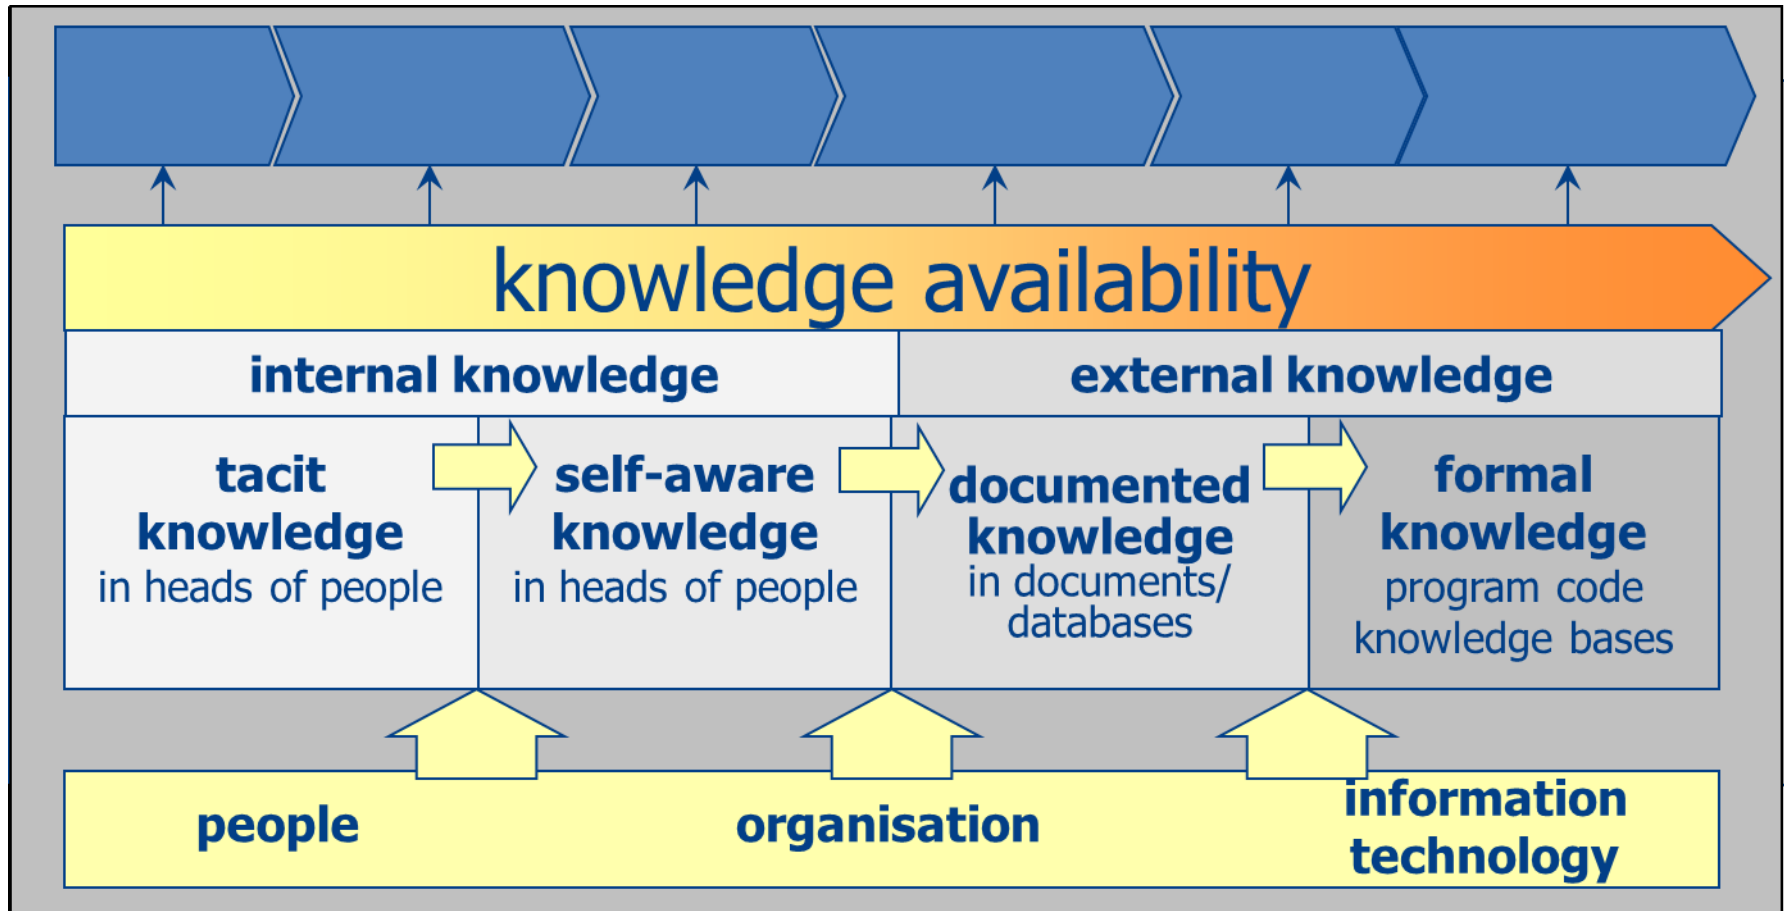 knowledge availability
internal knowledge
external knowledge
tacit
knowledge
in heads of people
self-aware
knowledge
in heads of people
documented
knowledge
in documents/
databases
formal
knowledge
program code
knowledge bases
people
organisation
information
technology